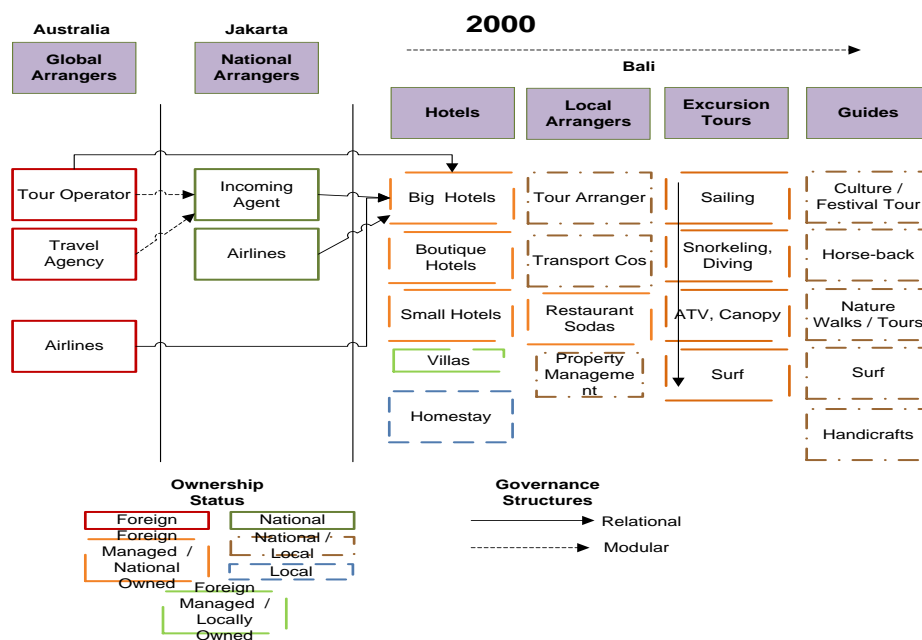 2000
Australia
Jakarta
Bali
Global
Arrangers
National
Arrangers
Hotels
Local
Arrangers
Excursion
Tours
Guides
Tour Operator
Incoming
Agent
Big Hotels
Tour Arranger
Sailing
Culture /
Festival Tour
Travel
Agency
Airlines
Boutique
Hotels
Transport Cos
Snorkeling,
Diving
Horse-back
Airlines
Small Hotels
Restaurant
Sodas
ATV, Canopy
Nature
Walks / Tours
Villas
Property
Manageme
nt
Surf
Surf
Homestay
Handicrafts
Ownership
Status
Foreign
National
Foreign
Managed /
National
Owned
National /
Local
Local
Foreign
Managed /
Locally
Owned
Governance
Structures
Relational
Modular